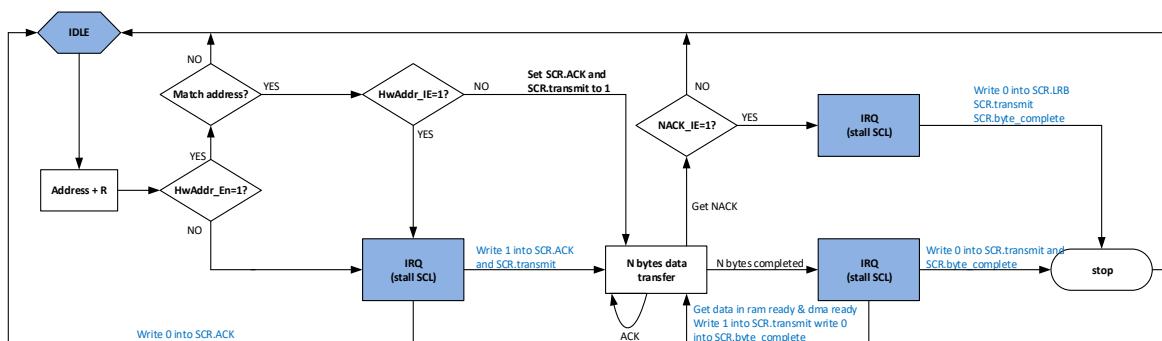 IDLE
NO
NO
Match address?
YES
HwAddr_IE=1?
NO
Set SCR.ACK and
SCR.transmit to 1
NACK_IE=1?
YES
IRQ
(stall SCL)
Write 0 into SCR.LRB
SCR.transmit
SCR.byte_complete
YES
YES
Address + R
HwAddr_En=1?
Get NACK
NO
IRQ
(stall SCL)
Write 1 into SCR.ACK
and SCR.transmit
N bytes data
transfer
N bytes completed
IRQ
(stall SCL)
Write 0 into SCR.transmit and
SCR.byte_complete
stop
Write 0 into SCR.ACK
ACK
Get data in ram ready & dma ready
Write 1 into SCR.transmit write 0
into SCR.byte_complete